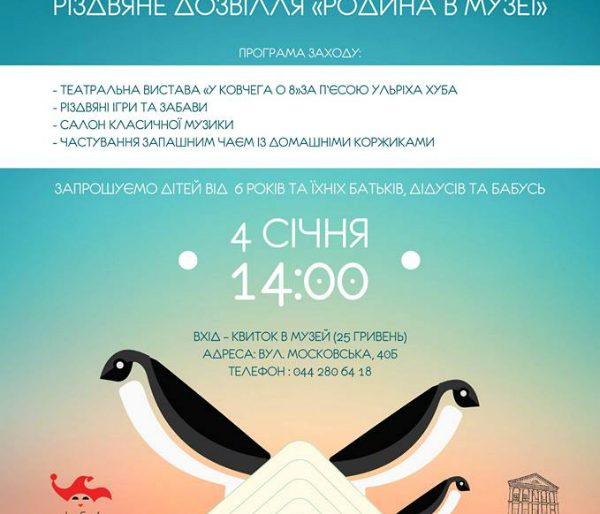 РІЗДВЯНЕ ДОЗВІЛЛЯ «РОДИНА В МУЗЕЇ»
ПРОГРАМА ЗАХОДУ:
- ТЕАТРАЛЬНА ВИСТАВА «У КОВЧЕГА О 8»ЗА П'ЄСОЮ УЛЬРІХА ХУБА
- РІЗДВЯНІ ІГРИ ТА ЗАБАВИ
- САЛОН КЛАСИЧНОЇ МУЗИКИ
- ЧАСТУВАННЯ ЗАПАШНИМ ЧАЄМ ІЗ ДОМАШНІМИ КОРЖИКАМИ
ЗАПРОШУЄМО ДІТЕЙ ВІД 6 РОКІВ ТА ЇХНІХ БАТЬКІВ, ДІДУСІВ ТА БАБУСЬ
4 СІЧНЯ
14:00
ВХІД - КВИТОК В МУЗЕЙ (25 ГРИВЕНЬ)
АДРЕСА: ВУЛ. МОСКОВСЬКА, 40Б
ТЕЛЕФОН : 044 280 64 18